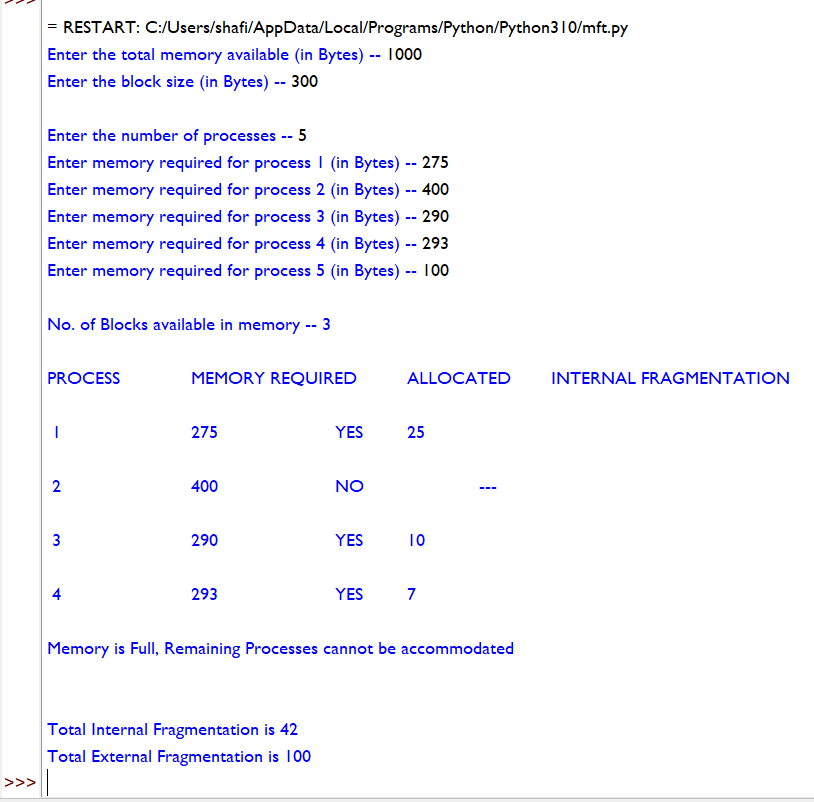 >>>
= RESTART: C:/Users/shafi/AppData/Local/Programs/Python/Python310/mft.py
Enter the total memory available (in Bytes) -- 1000
Enter the block size (in Bytes) -- 300
Enter the number of processes -- 5
Enter memory required for process 1 (in Bytes) -- 275
Enter memory required for process 2 (in Bytes) -- 400
Enter memory required for process 3 (in Bytes) -- 290
Enter memory required for process 4 (in Bytes) -- 293
Enter memory required for process 5 (in Bytes) -- 100
No. of Blocks available in memory -- 3
PROCESS MEMORY REQUIRED ALLOCATED INTERNAL FRAGMENTATION
1 275 YES 25
2 400 NO ---
3 290 YES 10
4 293 YES 7
Memory is Full, Remaining Processes cannot be accommodated
Total Internal Fragmentation is 42
Total External Fragmentation is 100
>>>